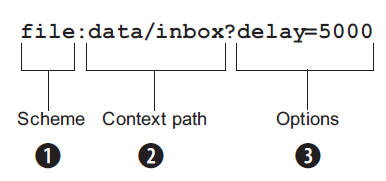 file:data/inbox?delay=5000
Scheme Context path Options
1 2 3